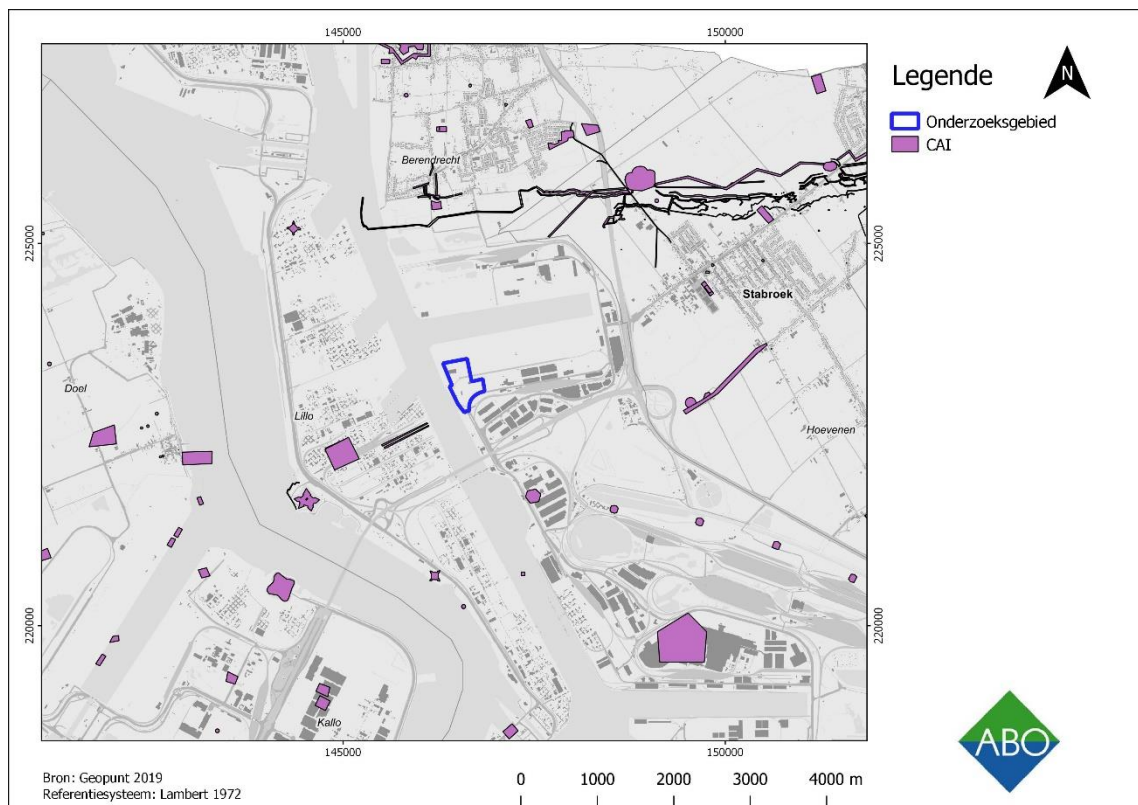 145000
150000
Legende
N
Onderzoeksgebied
CAI
Berendrecht
225000
225000
Stabroek
Doel
Lillo
Hoevenen
220000
220000
Kallo
145000
150000
Bron: Geopunt 2019
Referentiesysteem: Lambert 1972
0 1000 2000 3000 4000 m
ABO